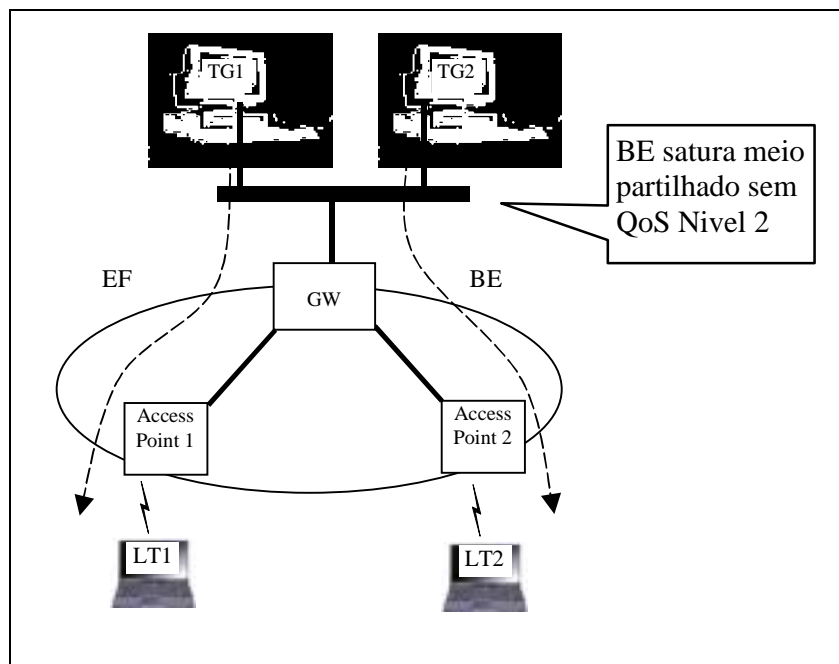 TG1
TG2
BE satura meio
partilhado sem
QoS Nivel 2
EF
BE
GW
Access
Point 1
Access
Point 2
LT1
LT2